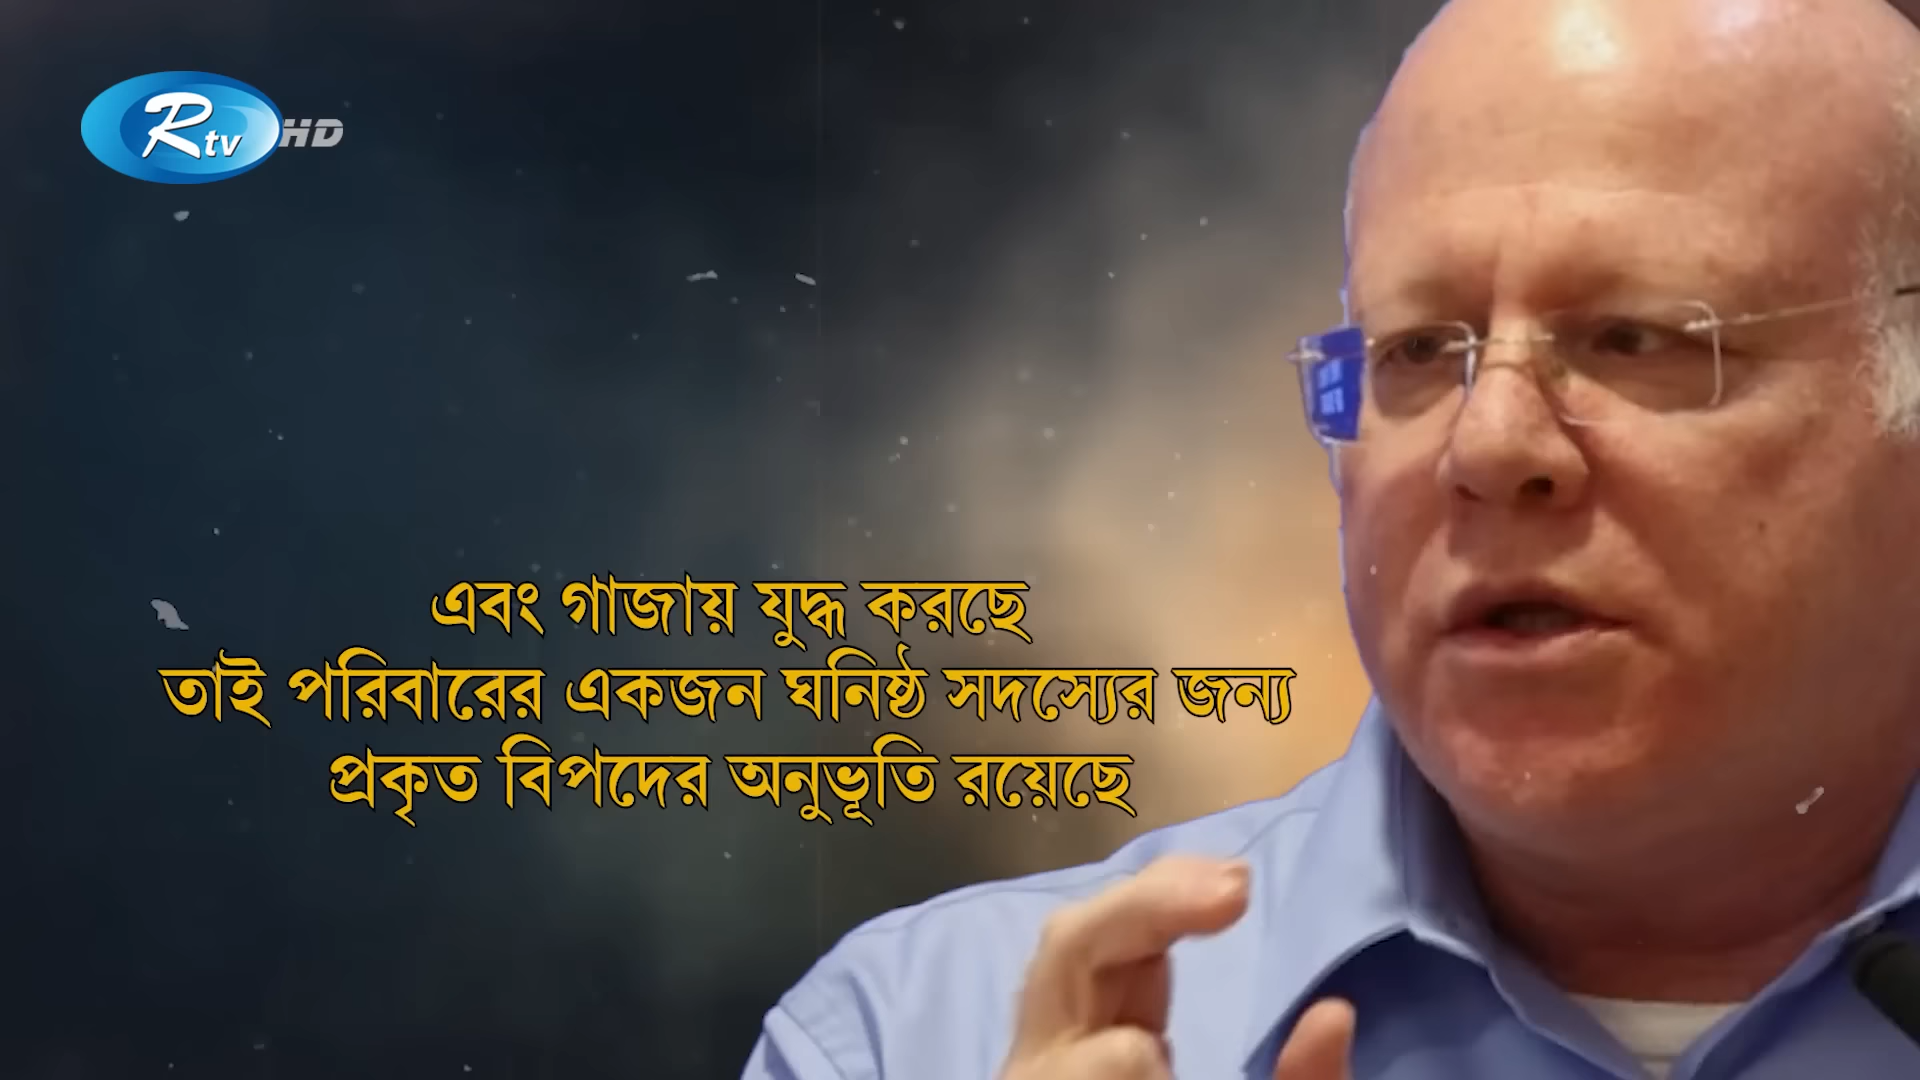 Rtv HD
এবং গাজায় যুদ্ধ করছে
তাই পরিবারের একজন ঘনিষ্ঠ সদস্যের জন্য
প্রকৃত বিপদের অনুভূতি রয়েছে